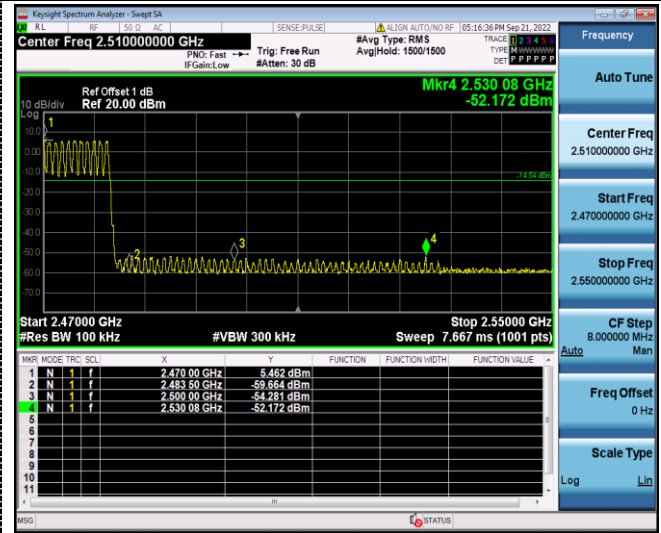 Keysight Spectrum Analyzer - Swept SA
RL RF 50 Ω AC SENSE:PULSE ALIGN AUTO/NO RF 05:16:36 PM Sep 21, 2022
Center Freq 2.510000000 GHz
PNO: Fast
IFGain:Low
Trig: Free Run
#Atten: 30 dB
#Avg Type: RMS
Avg|Hold: 1500/1500
TRACE 1 2 3 4 5 6
TYPE M WWWWW
DET P P P P P P
Frequency
Auto Tune
Center Freq
2.510000000 GHz
Start Freq
2.470000000 GHz
Stop Freq
2.550000000 GHz
CF Step
8.000000 MHz
Auto Man
Freq Offset
0 Hz
Scale Type
Log Lin
Mkr4 2.530 08 GHz
-52.172 dBm
Ref Offset 1 dB
10 dB/div Ref 20.00 dBm
Log
10.0
0.00
-10.0
-20.0
-30.0
-40.0
-50.0
-60.0
-70.0
1
2
3
4
-14.54 dBm
Start 2.47000 GHz Stop 2.55000 GHz
#Res BW 100 kHz #VBW 300 kHz Sweep 7.667 ms (1001 pts)
MKR MODE TRC SCL X Y FUNCTION FUNCTION WIDTH FUNCTION VALUE
1 N 1 f 2.470 00 GHz 5.462 dBm
2 N 1 f 2.483 50 GHz -59.664 dBm
3 N 1 f 2.500 00 GHz -54.281 dBm
4 N 1 f 2.530 08 GHz -52.172 dBm
5
6
7
8
9
10
11
MSG STATUS